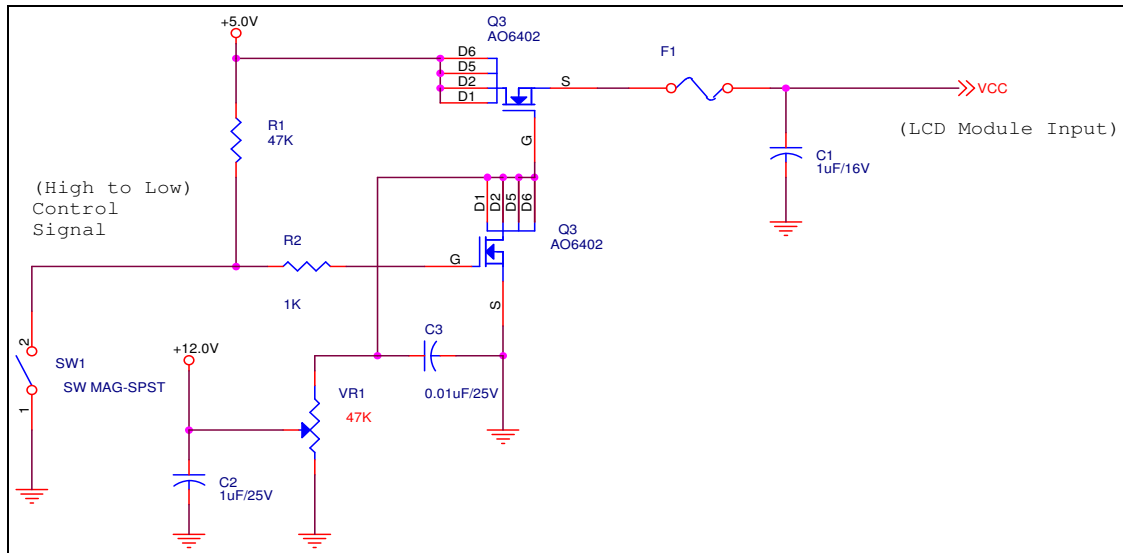 +5.0V
Q3
AO6402
D6
D5
D2
D1
S
G
F1
VCC
(LCD Module Input)
R1
47K
C1
1uF/16V
(High to Low)
Control
Signal
D1
D2
D5
D6
Q3
AO6402
R2
1K
G
S
2
SW1
SW MAG-SPST
1
+12.0V
C3
0.01uF/25V
VR1
47K
C2
1uF/25V